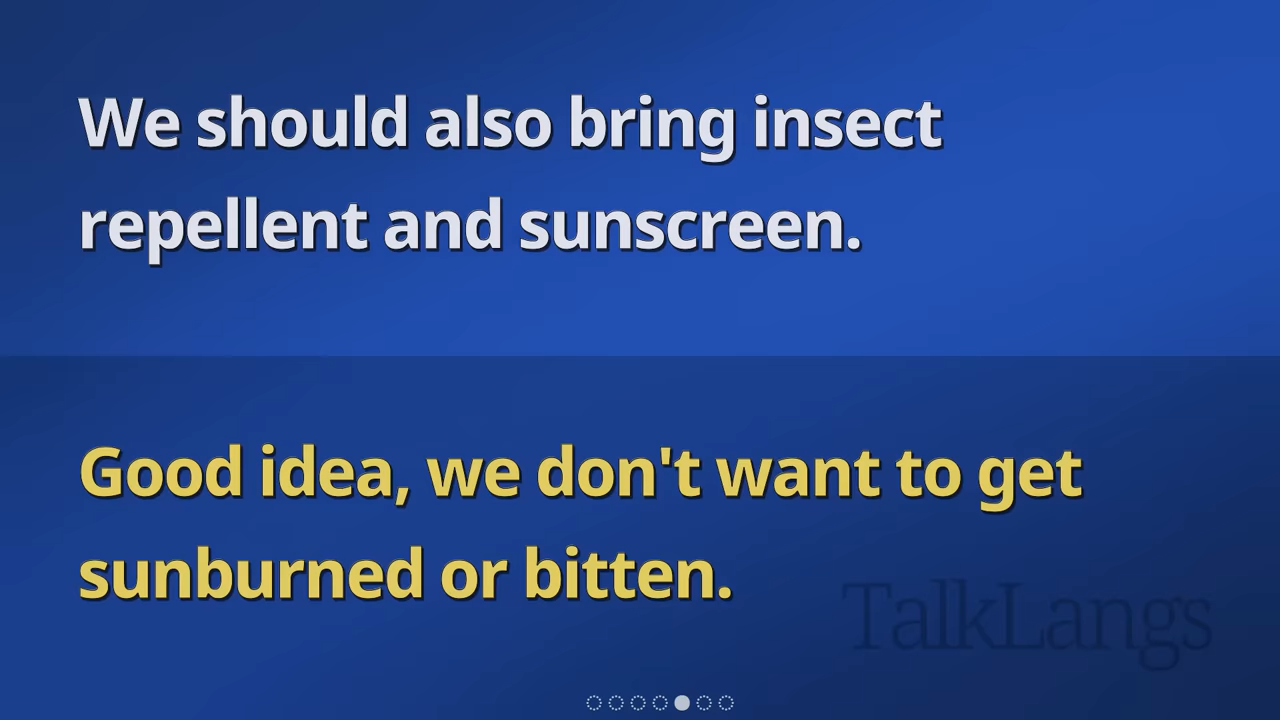 We should also bring insect
repellent and sunscreen.
Good idea, we don't want to get
sunburned or bitten.
TalkLangs